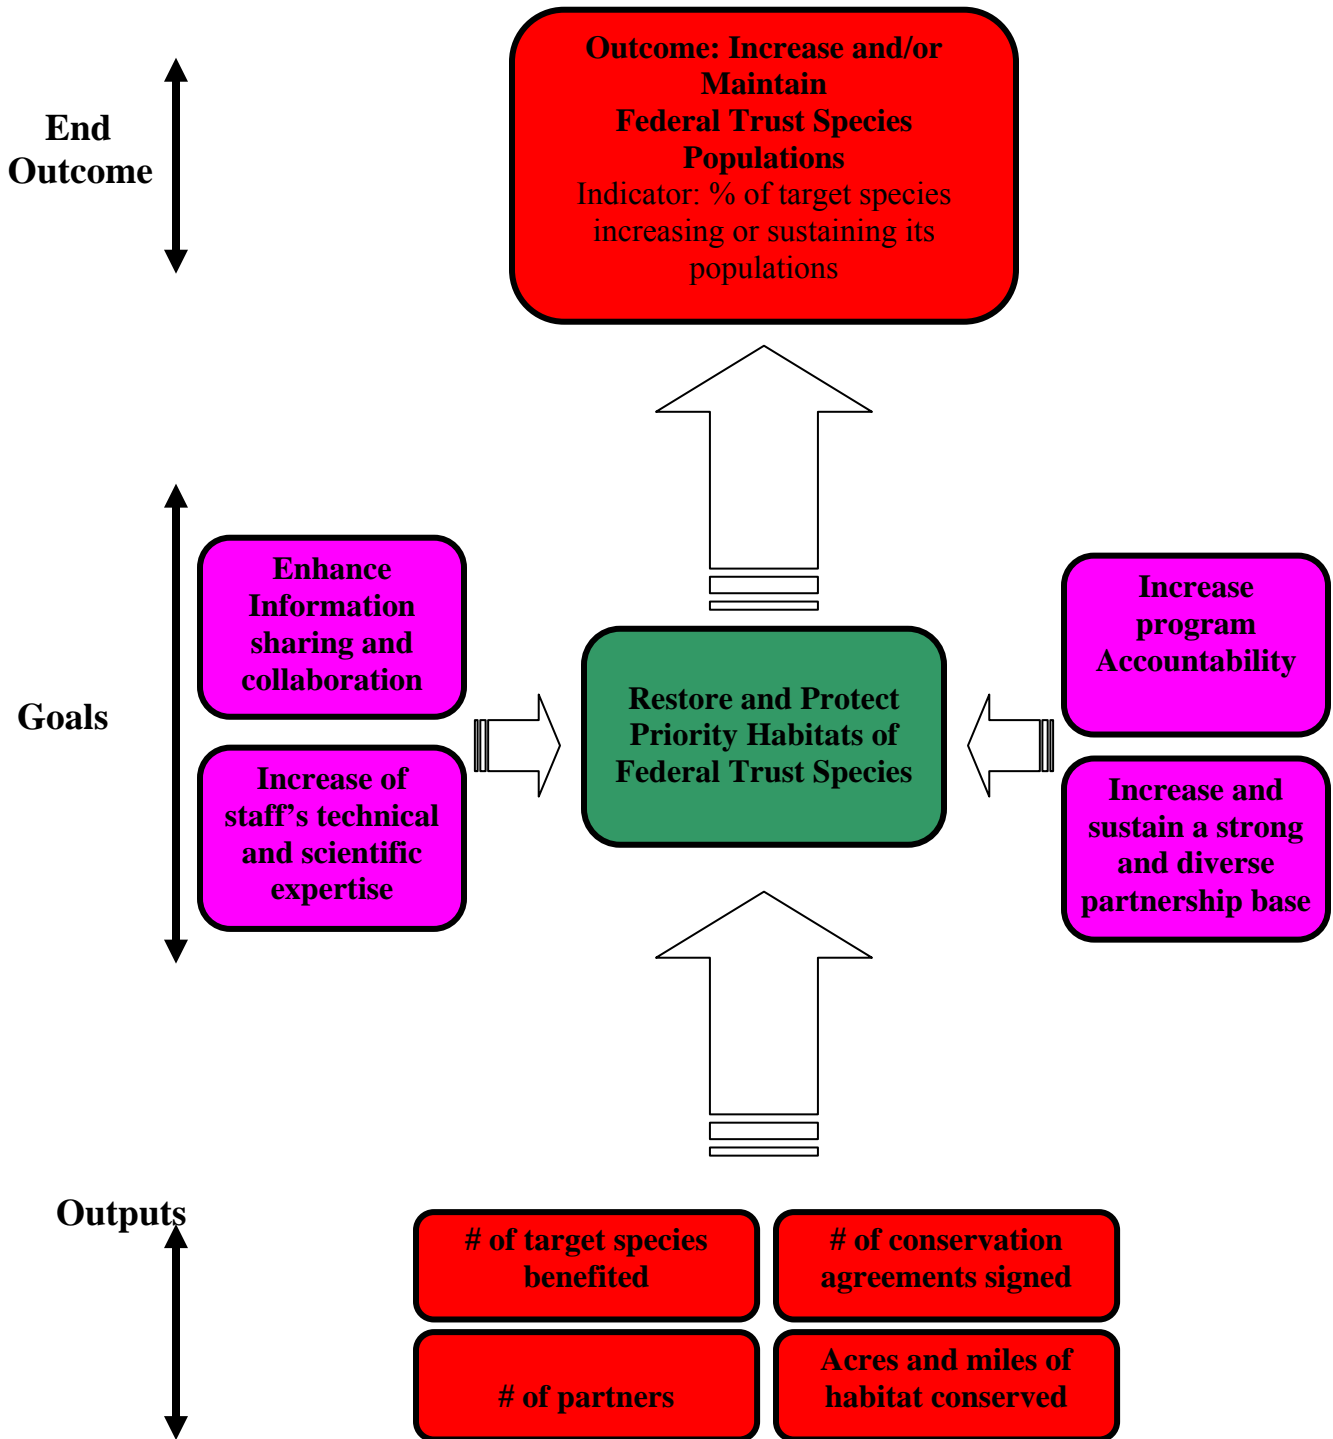 End
Outcome
Outcome: Increase and/or
Maintain
Federal Trust Species
Populations
Indicator: % of target species
increasing or sustaining its
populations
Goals
Enhance
Information
sharing and
collaboration
Increase of
staff’s technical
and scientific
expertise
Restore and Protect
Priority Habitats of
Federal Trust Species
Increase
program
Accountability
Increase and
sustain a strong
and diverse
partnership base
Outputs
# of target species
benefited
# of conservation
agreements signed
# of partners
Acres and miles of
habitat conserved